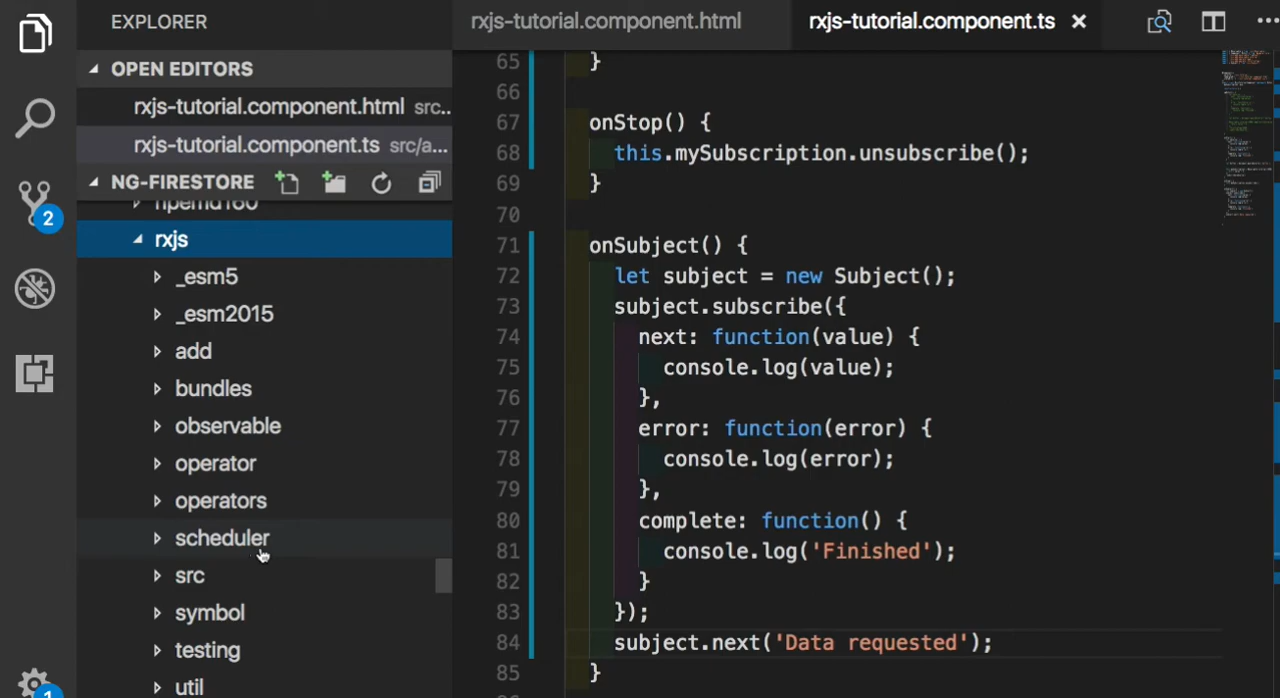 EXPLORER
OPEN EDITORS
rxjs-tutorial.component.html src...
rxjs-tutorial.component.ts src/a...
NG-FIRESTORE
ripemd160
rxjs
_esm5
_esm2015
add
bundles
observable
operator
operators
scheduler
src
symbol
testing
util
2
1
rxjs-tutorial.component.html
rxjs-tutorial.component.ts ×
65 }
66
67 onStop() {
68 this.mySubscription.unsubscribe();
69 }
70
71 onSubject() {
72 let subject = new Subject();
73 subject.subscribe({
74 next: function(value) {
75 console.log(value);
76 },
77 error: function(error) {
78 console.log(error);
79 },
80 complete: function() {
81 console.log('Finished');
82 }
83 });
84 subject.next('Data requested');
85 }